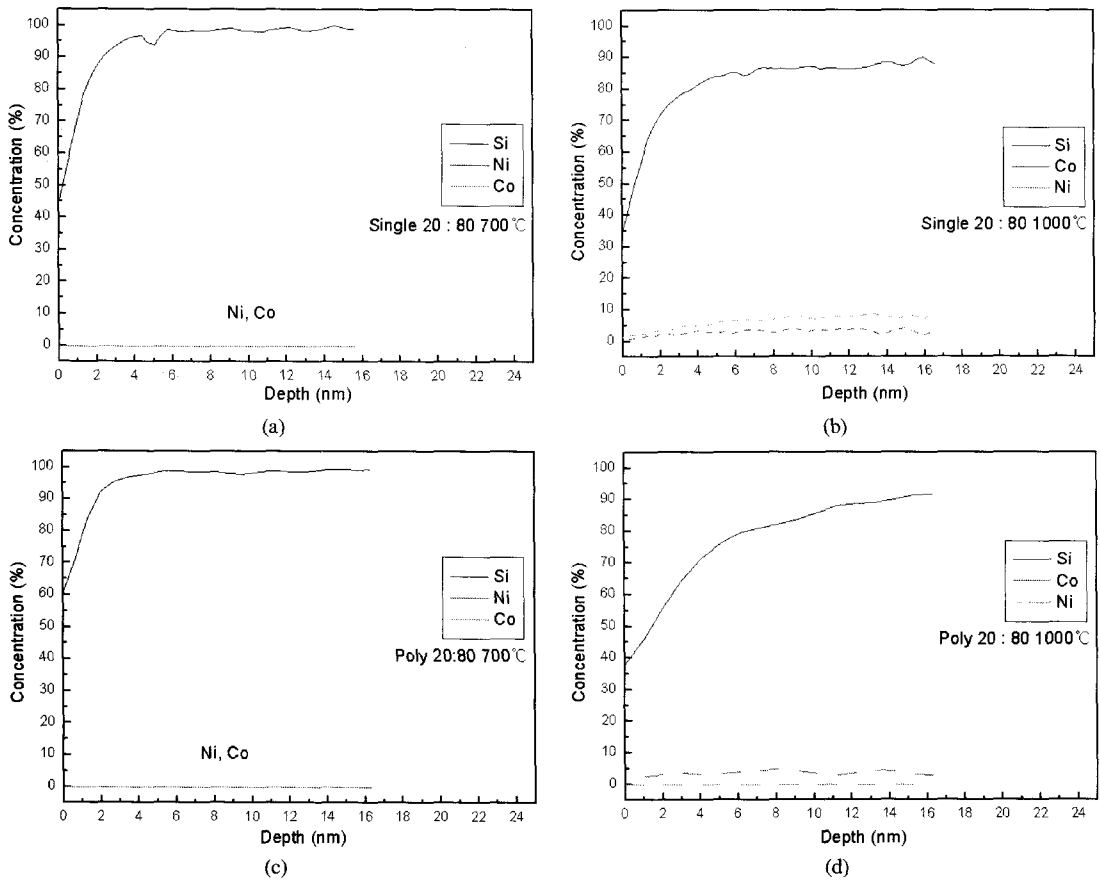 100
90
80
70
60
50
40
30
20
10
0
Concentration (%)
Si
Ni
Co
Single 20 : 80 700℃
Ni, Co
0 2 4 6 8 10 12 14 16 18 20 22 24
Depth (nm)
(a)
100
90
80
70
60
50
40
30
20
10
0
Concentration (%)
Si
Co
Ni
Single 20 : 80 1000℃
0 2 4 6 8 10 12 14 16 18 20 22 24
Depth (nm)
(b)
100
90
80
70
60
50
40
30
20
10
0
Concentration (%)
Si
Ni
Co
Poly 20:80 700℃
Ni, Co
0 2 4 6 8 10 12 14 16 18 20 22 24
Depth (nm)
(c)
100
90
80
70
60
50
40
30
20
10
0
Concentration (%)
Si
Co
Ni
Poly 20 : 80 1000℃
0 2 4 6 8 10 12 14 16 18 20 22 24
Depth (nm)
(d)